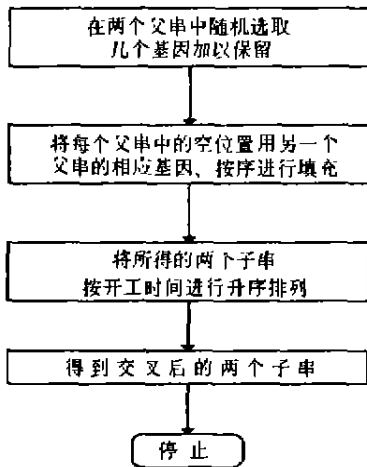 在两个父串中随机选取
几个基因加以保留
将每个父串中的空位置用另一个
父串的相应基因、按序进行填充
将所得的两个子串
按开工时间进行升序排列
得到交叉后的两个子串
停止